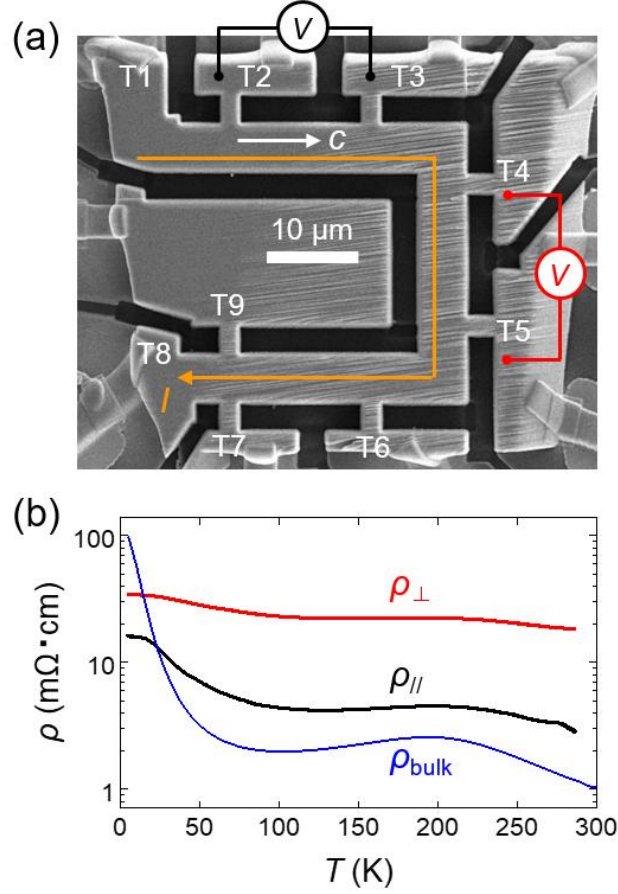 (a)
V
T1
T2
T3
c
T4
10 μm
V
T9
T5
T8
I
T7
T6
(b)
ρ (mΩ·cm)
100
10
1
ρ⊥
ρ//
ρbulk
0 50 100 150 200 250 300
T (K)